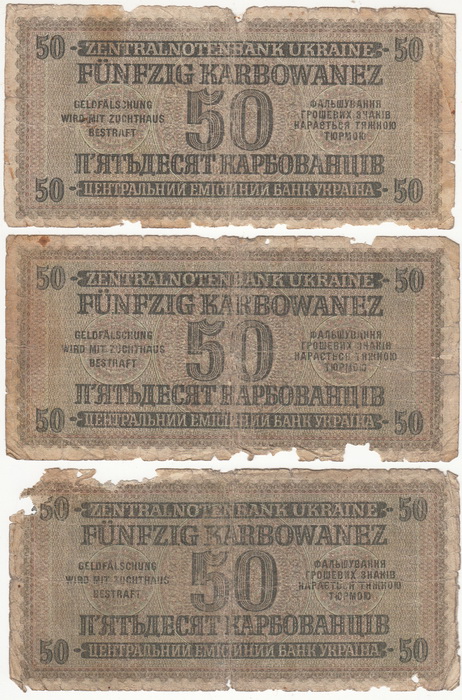 50 ZENTRALNOTENBANK UKRAINE 50
FÜNFZIG KARBOWANEZ
GELDFÄLSCHUNG
WIRD MIT ZUCHTHAUS
BESTRAFT
50
ФАЛЬШУВАННЯ
ГРОШЕВИХ ЗНАКІВ
КАРАЄТЬСЯ ТЯЖНОЮ
ТЮРМОЮ
П'ЯТЬДЕСЯТ КАРБОВАНЦІВ
50 ЦЕНТРАЛЬНИЙ ЕМІСІЙНИЙ БАНК УКРАЇНА 50
50 ZENTRALNOTENBANK UKRAINE 50
FÜNFZIG KARBOWANEZ
GELDFÄLSCHUNG
WIRD MIT ZUCHTHAUS
BESTRAFT
50
ФАЛЬШУВАННЯ
ГРОШЕВИХ ЗНАКІВ
КАРАЄТЬСЯ ТЯЖНОЮ
ТЮРМОЮ
П'ЯТЬДЕСЯТ КАРБОВАНЦІВ
50 ЦЕНТРАЛЬНИЙ ЕМІСІЙНИЙ БАНК УКРАЇНА 50
50 ZENTRALNOTENBANK UKRAINE 50
FÜNFZIG KARBOWANEZ
GELDFÄLSCHUNG
WIRD MIT ZUCHTHAUS
BESTRAFT
50
ФАЛЬШУВАННЯ
ГРОШЕВИХ ЗНАКІВ
КАРАЄТЬСЯ ТЯЖНОЮ
ТЮРМОЮ
П'ЯТЬДЕСЯТ КАРБОВАНЦІВ
50 ЦЕНТРАЛЬНИЙ ЕМІСІЙНИЙ БАНК УКРАЇНА 50